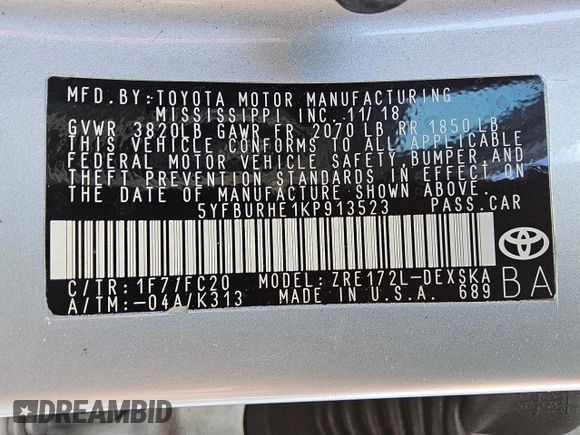 MFD. BY: TOYOTA MOTOR MANUFACTURING
MISSISSIPPI INC. 11/18
GVWR 3820LB GAWR FR 2070 LB RR 1850 LB
THIS VEHICLE CONFORMS TO ALL APPLICABLE
FEDERAL MOTOR VEHICLE SAFETY, BUMPER AND
THEFT PREVENTION STANDARDS IN EFFECT ON
THE DATE OF MANUFACTURE SHOWN ABOVE.
5YFBURHE1KP913523 PASS.CAR
C/TR: 1F7/FC20 MODEL: ZRE172L-DEXSKA
A/TM: -04A/K313 MADE IN U.S.A. 689
BA
DREAMBID